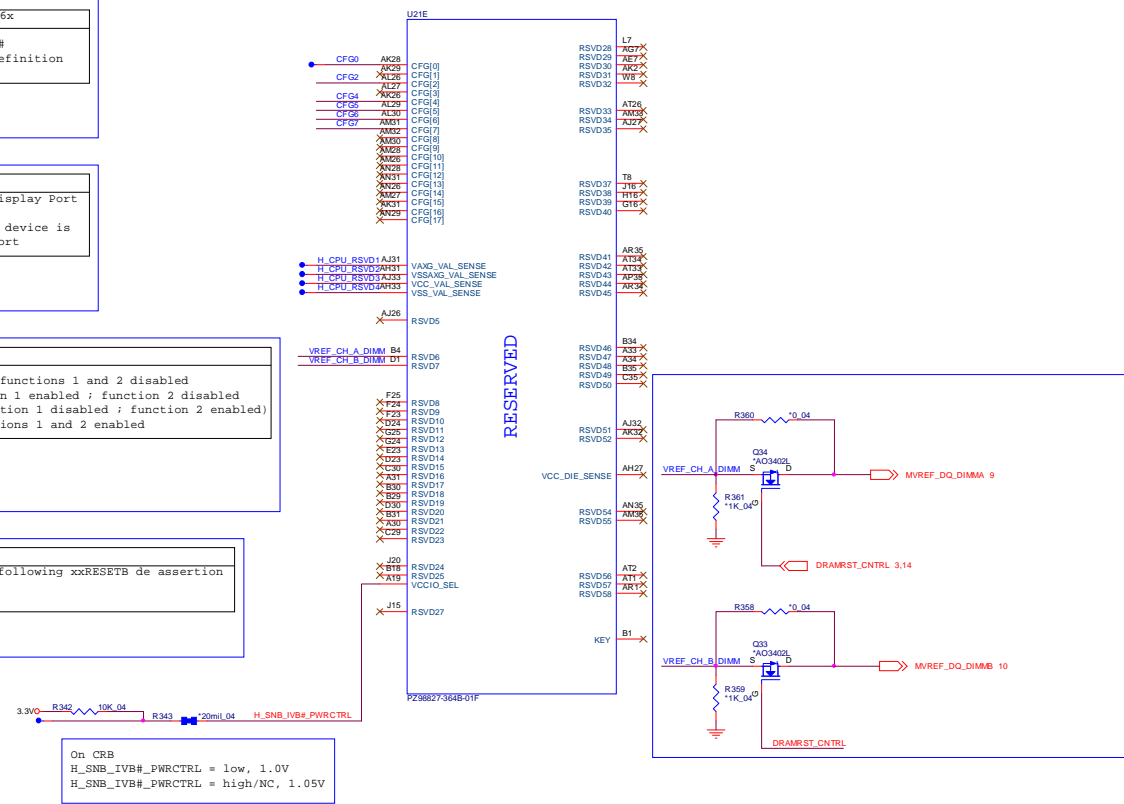 6x
#
efinition
isplay Port
device is
ort
functions 1 and 2 disabled
n 1 enabled ; function 2 disabled
tion 1 disabled ; function 2 enabled)
ions 1 and 2 enabled
following xxRESETB de assertion
U21E
CFG0 AK28 CFG[0]
AK29 CFG[1]
CFG2 AL26 CFG[2]
AL27 CFG[3]
CFG4 AK26 CFG[4]
CFG5 AL29 CFG[5]
CFG6 AL30 CFG[6]
CFG7 AM31 CFG[7]
AM32 CFG[8]
AM30 CFG[9]
AM28 CFG[10]
AM26 CFG[11]
AN28 CFG[12]
AN31 CFG[13]
AN26 CFG[14]
AM27 CFG[15]
AK31 CFG[16]
AN29 CFG[17]
H_CPU_RSVD1 AJ31 VAXG_VAL_SENSE
H_CPU_RSVD2 AH31 VSSAXG_VAL_SENSE
H_CPU_RSVD3 AJ33 VCC_VAL_SENSE
H_CPU_RSVD4 AH33 VSS_VAL_SENSE
AJ26 RSVD5
VREF_CH_A_DIMM B4 RSVD6
VREF_CH_B_DIMM D1 RSVD7
F25 RSVD8
F24 RSVD9
F23 RSVD10
D24 RSVD11
G25 RSVD12
G24 RSVD13
E23 RSVD14
D23 RSVD15
C30 RSVD16
A31 RSVD17
B30 RSVD18
B29 RSVD19
D30 RSVD20
B31 RSVD21
A30 RSVD22
C29 RSVD23
J20 RSVD24
B18 RSVD25
A19 VCCIO_SEL
J15 RSVD27
RESERVED
RSVD28 L7
RSVD29 AG7
RSVD30 AE7
RSVD31 AK2
RSVD32 W8
RSVD33 AT26
RSVD34 AM33
RSVD35 AJ27
RSVD37 T8
RSVD38 J16
RSVD39 H16
RSVD40 G16
RSVD41 AR35
RSVD42 AT34
RSVD43 AT33
RSVD44 AP35
RSVD45 AR34
RSVD46 B34
RSVD47 A33
RSVD48 A34
RSVD49 B35
RSVD50 C35
RSVD51 AJ32
RSVD52 AK32
VCC_DIE_SENSE AH27
RSVD54 AN35
RSVD55 AM35
RSVD56 AT2
RSVD57 AT1
RSVD58 AR1
KEY B1
PZ98827-364B-01F
R360 *0_04
Q34
*AO3402L
VREF_CH_A_DIMM S D MVREF_DQ_DIMMA 9
R361
*1K_04 G
DRAMRST_CNTRL 3,14
R358 *0_04
Q33
*AO3402L
VREF_CH_B_DIMM S D MVREF_DQ_DIMMB 10
R359
*1K_04 G
DRAMRST_CNTRL
3.3V R342 10K_04
R343 *20mil_04 H_SNB_IVB#_PWRCTRL
On CRB
H_SNB_IVB#_PWRCTRL = low, 1.0V
H_SNB_IVB#_PWRCTRL = high/NC, 1.05V